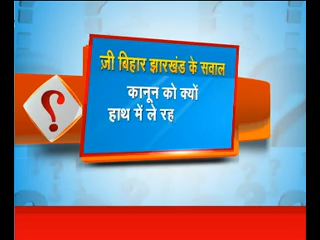 ज़ी बिहार झारखंड के सवाल
कानून को क्यों
हाथ में ले रह